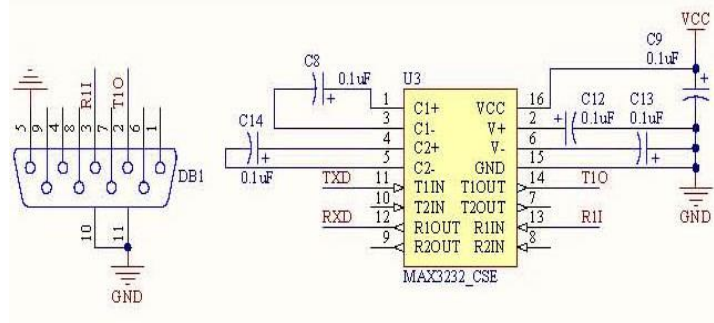 VCC
C9
0.1uF
C8
0.1uF
U3
R1I
T1O
5
9
4
8
3
7
2
6
1
DB1
10
11
GND
C14
0.1uF
1
3
4
5
TXD 11
10
RXD 12
9
C1+ VCC
C1- V+
C2+ V-
C2- GND
T1IN T1OUT
T2IN T2OUT
R1OUT R1IN
R2OUT R2IN
16
2
6
15
14 T1O
7
13 R1I
8
C12
0.1uF
C13
0.1uF
GND
MAX3232_CSE